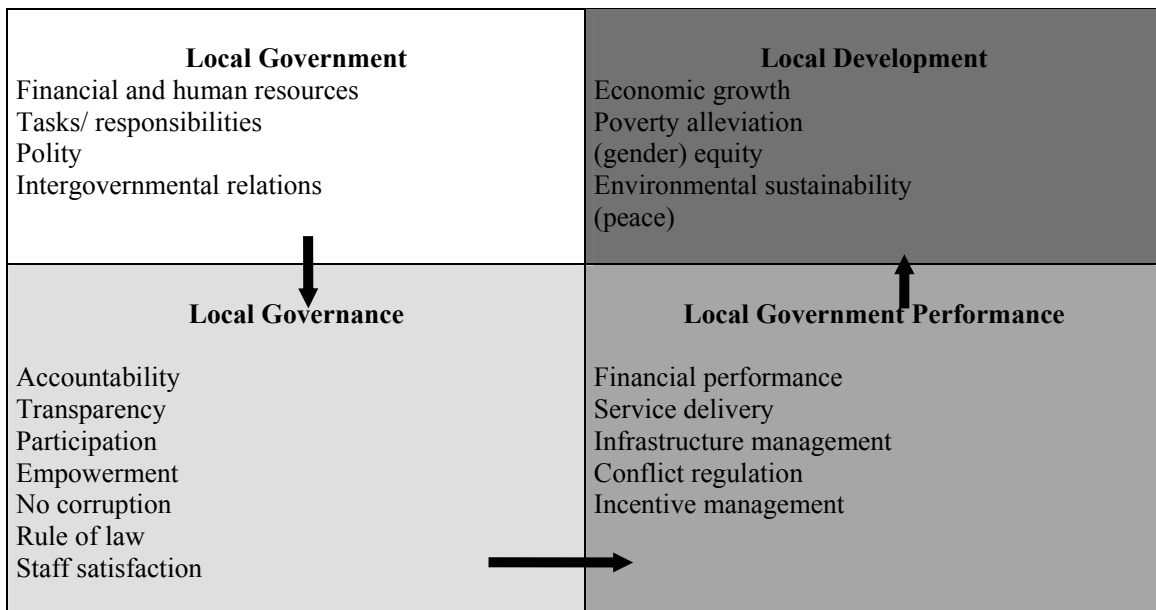 Local Government
Financial and human resources
Tasks/ responsibilities
Polity
Intergovernmental relations
Local Development
Economic growth
Poverty alleviation
(gender) equity
Environmental sustainability
(peace)
Local Governance
Accountability
Transparency
Participation
Empowerment
No corruption
Rule of law
Staff satisfaction
Local Government Performance
Financial performance
Service delivery
Infrastructure management
Conflict regulation
Incentive management